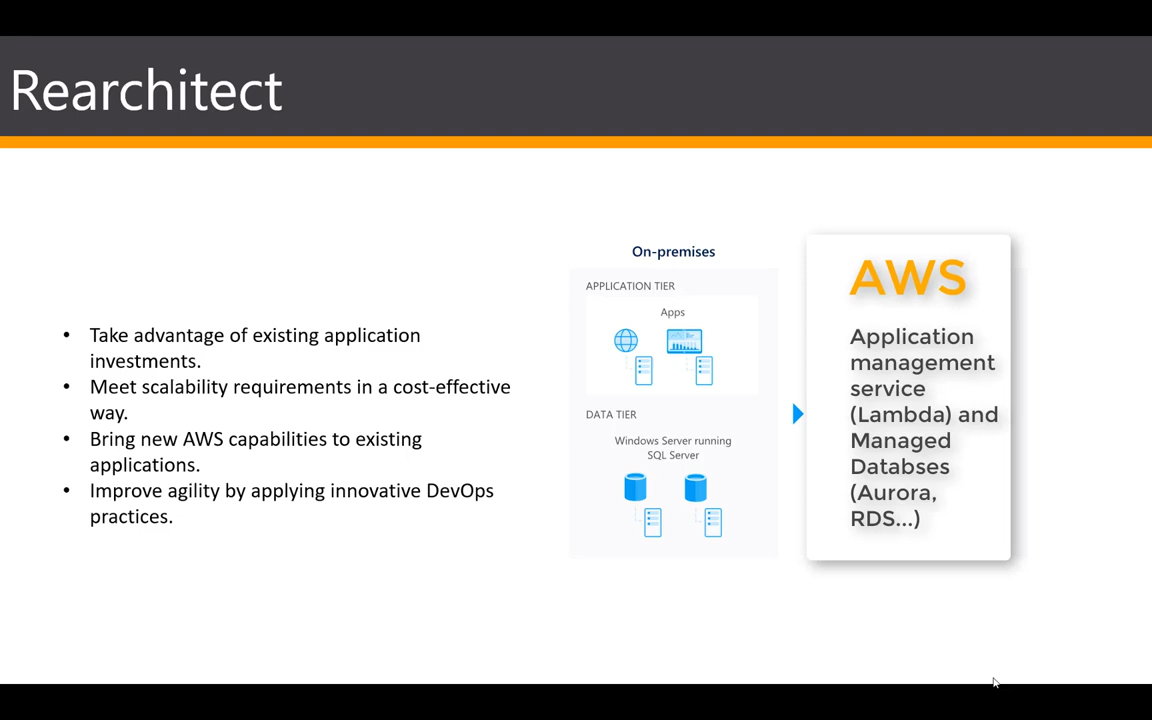 Rearchitect
• Take advantage of existing application
investments.
• Meet scalability requirements in a cost-effective
way.
• Bring new AWS capabilities to existing
applications.
• Improve agility by applying innovative DevOps
practices.
On-premises
APPLICATION TIER
Apps
DATA TIER
Windows Server running
SQL Server
AWS
Application
management
service
(Lambda) and
Managed
Databses
(Aurora,
RDS...)